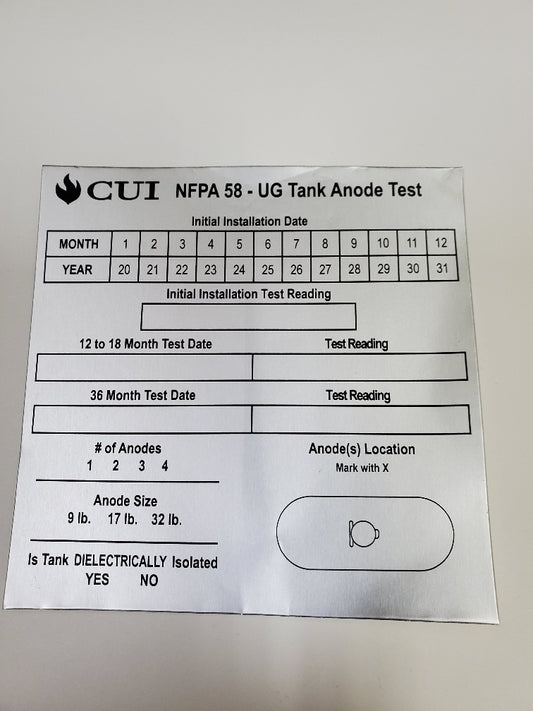 CUI NFPA 58 - UG Tank Anode Test
Initial Installation Date
MONTH 1 2 3 4 5 6 7 8 9 10 11 12
YEAR 20 21 22 23 24 25 26 27 28 29 30 31
Initial Installation Test Reading
12 to 18 Month Test Date Test Reading
36 Month Test Date Test Reading
# of Anodes Anode(s) Location
1 2 3 4 Mark with X
Anode Size
9 lb. 17 lb. 32 lb.
Is Tank DIELECTRICALLY Isolated
YES NO